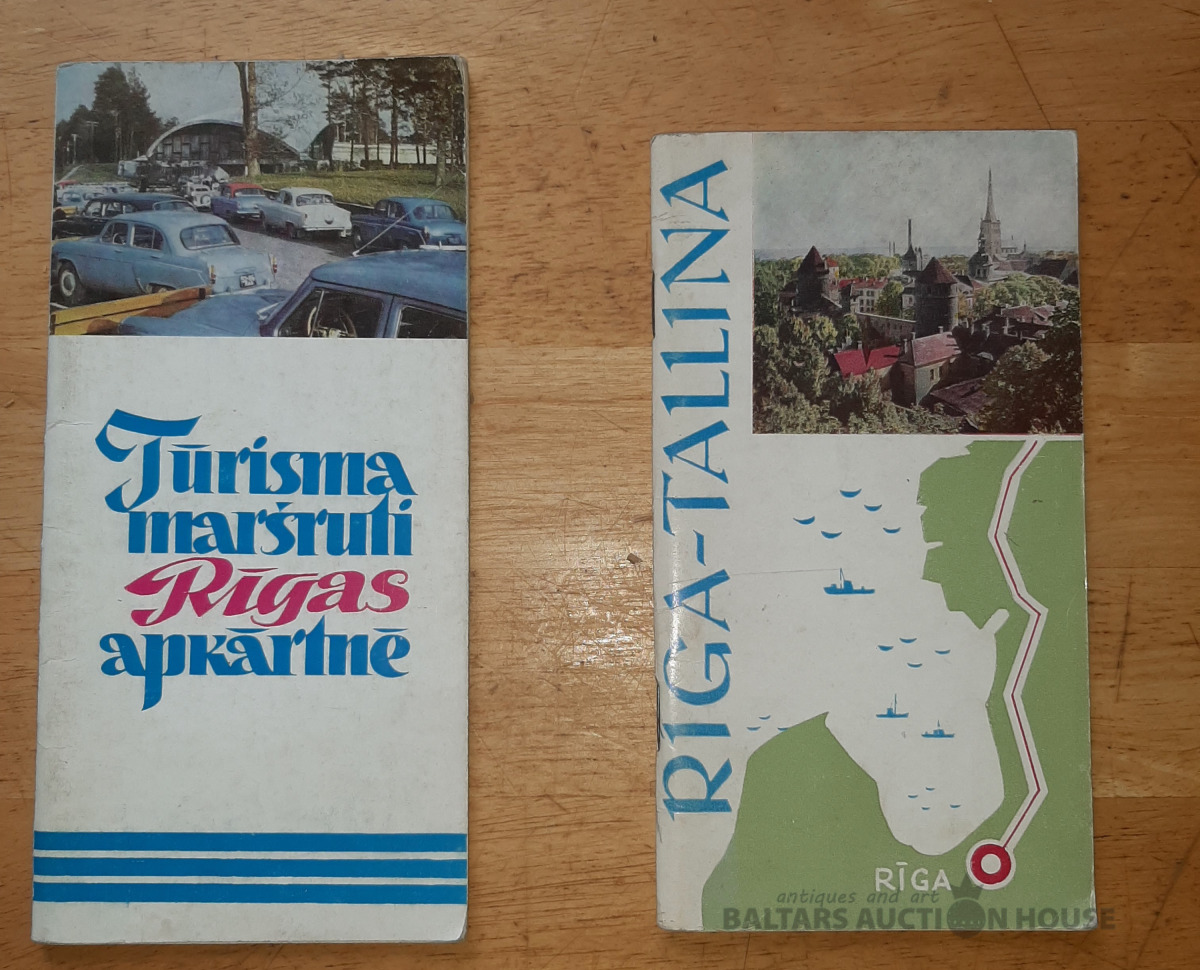 Tūrisma
maršruti
Rīgas
apkārtnē
RĪGA-TALLINA
RĪGA
antiques and art
BALTARS AUCTION HOUSE